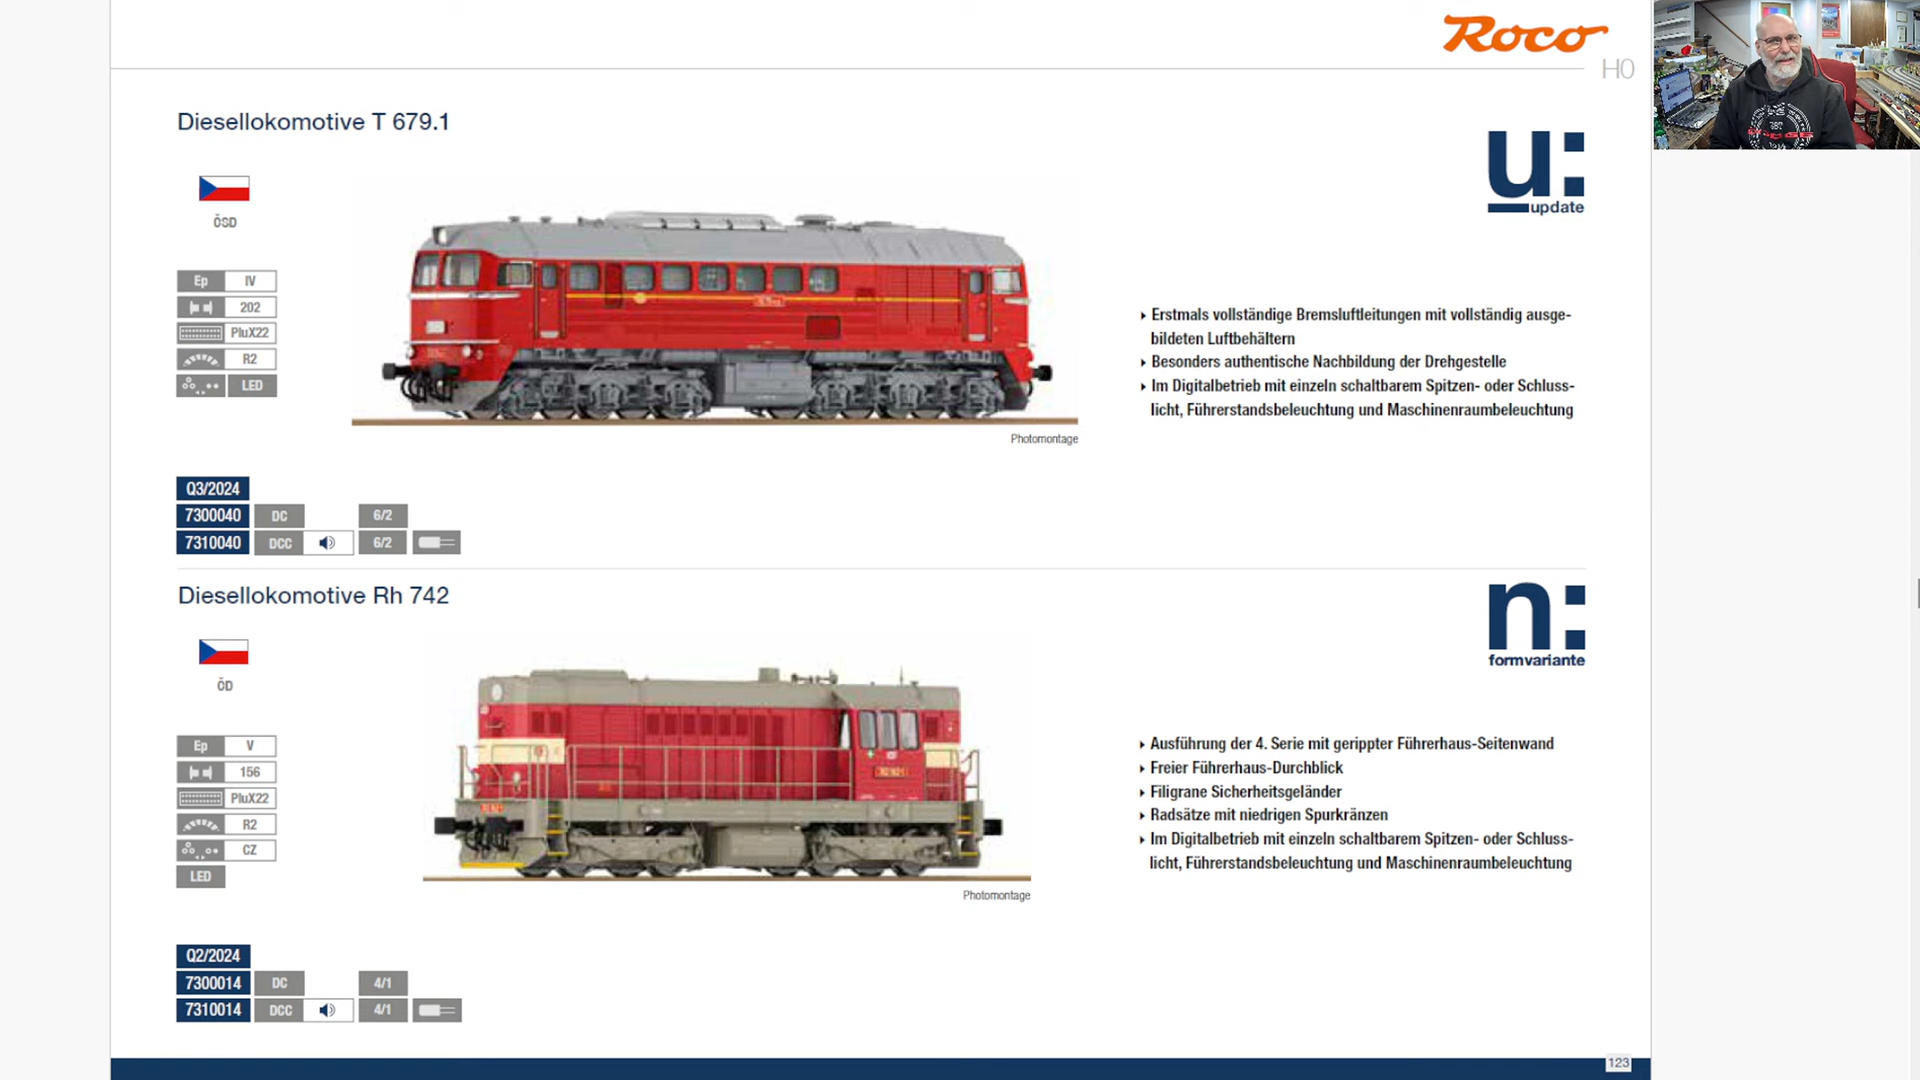 Roco
H0
Diesellokomotive T 679.1
u:
update
ČSD
Ep IV
202
PluX22
R2
LED
Erstmals vollständige Bremsluftleitungen mit vollständig ausge-
bildeten Luftbehältern
Besonders authentische Nachbildung der Drehgestelle
Im Digitalbetrieb mit einzeln schaltbarem Spitzen- oder Schluss-
licht, Führerstandsbeleuchtung und Maschinenraumbeleuchtung
Photomontage
Q3/2024
7300040 DC 6/2
7310040 DCC 6/2
Diesellokomotive Rh 742
n:
formvariante
ČD
Ep V
156
PluX22
R2
CZ
LED
Ausführung der 4. Serie mit gerippter Führerhaus-Seitenwand
Freier Führerhaus-Durchblick
Filigrane Sicherheitsgeländer
Radsätze mit niedrigen Spurkränzen
Im Digitalbetrieb mit einzeln schaltbarem Spitzen- oder Schluss-
licht, Führerstandsbeleuchtung und Maschinenraumbeleuchtung
Photomontage
Q2/2024
7300014 DC 4/1
7310014 DCC 4/1
123